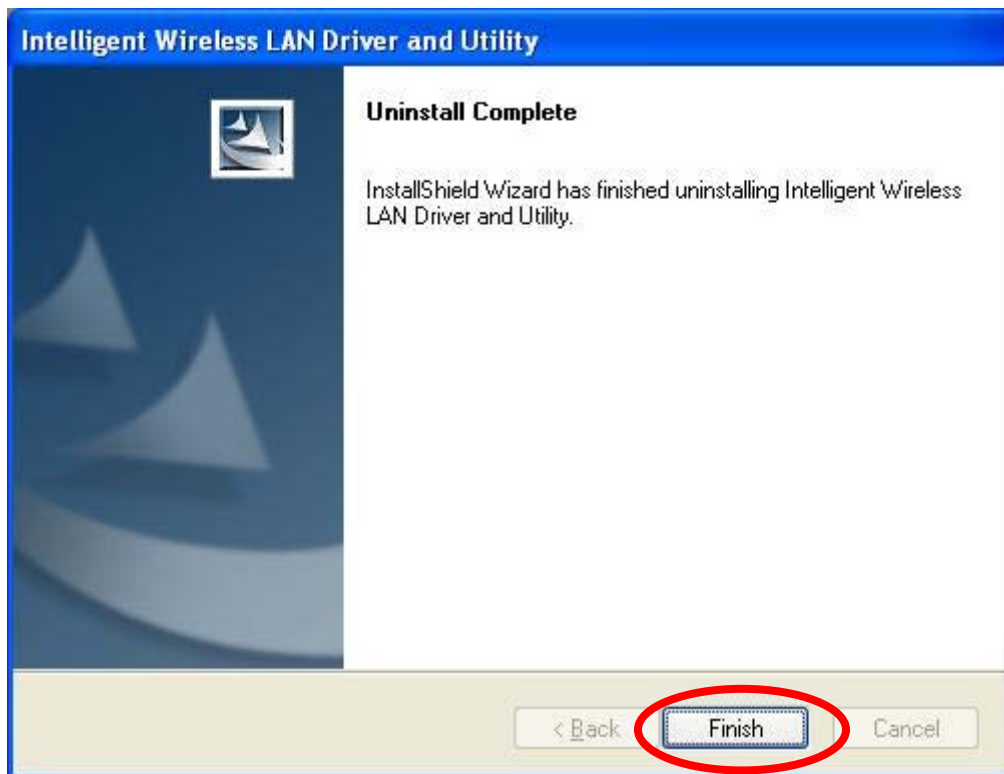 Intelligent Wireless LAN Driver and Utility
Uninstall Complete
InstallShield Wizard has finished uninstalling Intelligent Wireless
LAN Driver and Utility.
< Back
Finish
Cancel